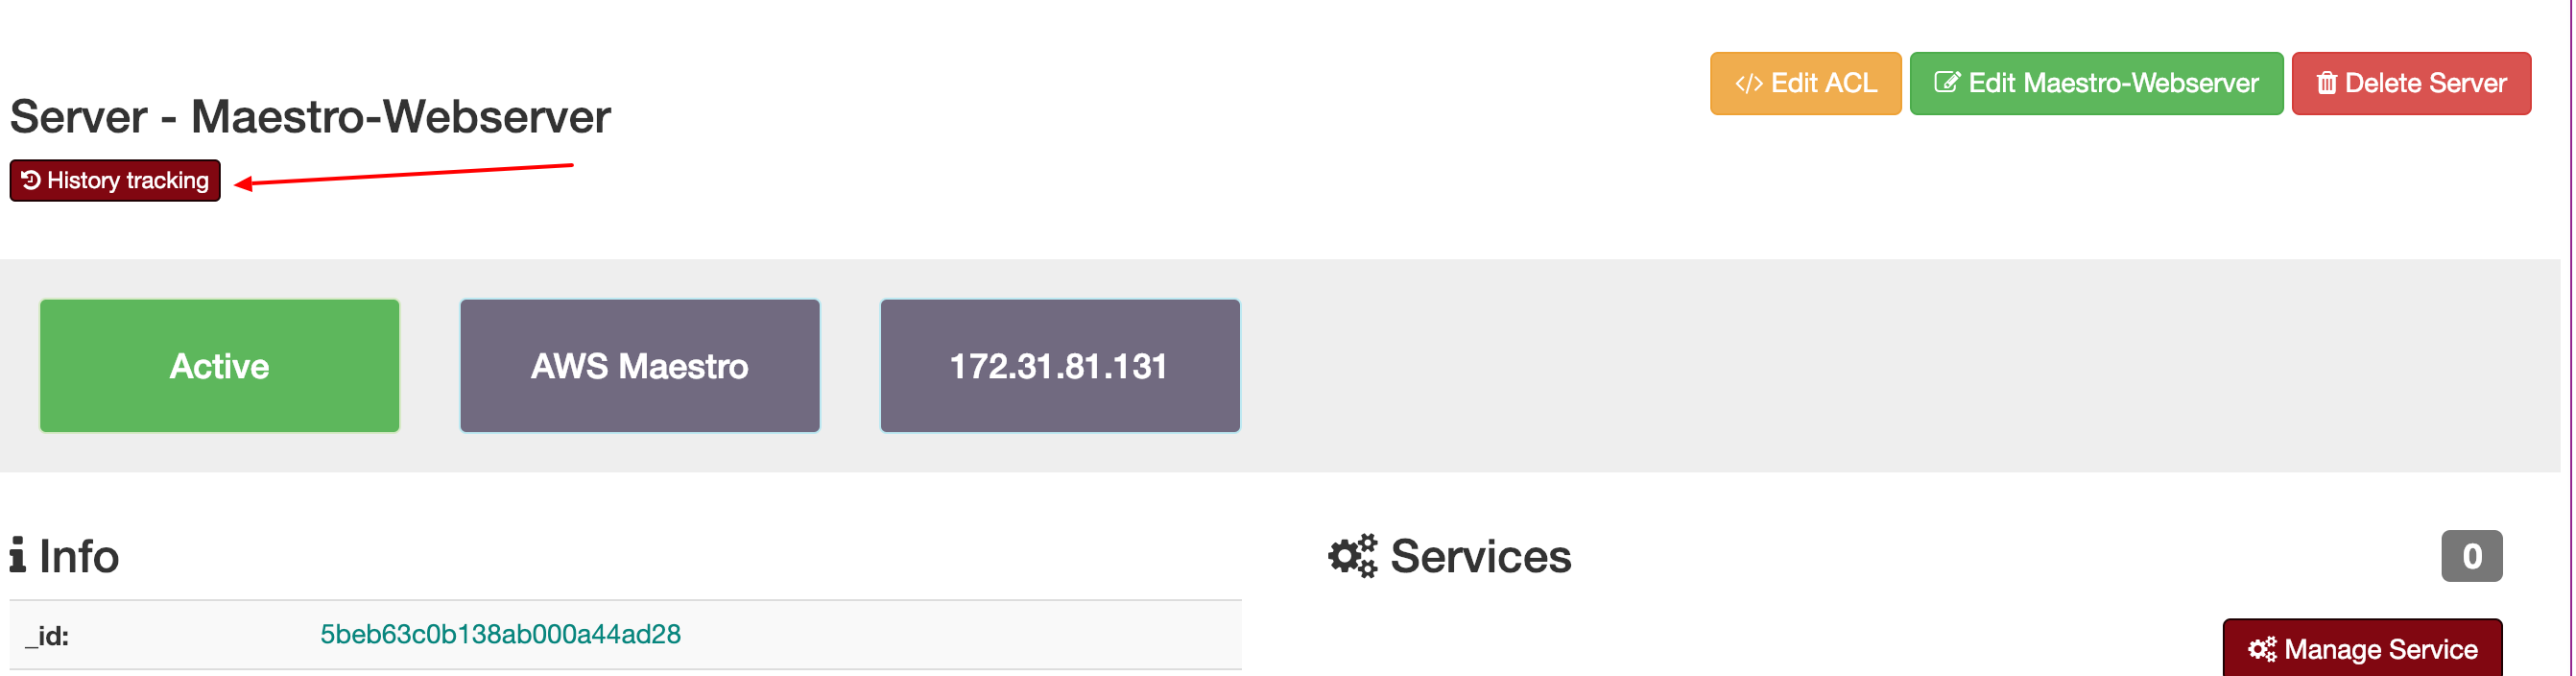 Edit ACL
Edit Maestro-Webserver
Delete Server
Server - Maestro-Webserver
History tracking
Active
AWS Maestro
172.31.81.131
Info
Services
0
_id:
5beb63c0b138ab000a44ad28
Manage Service